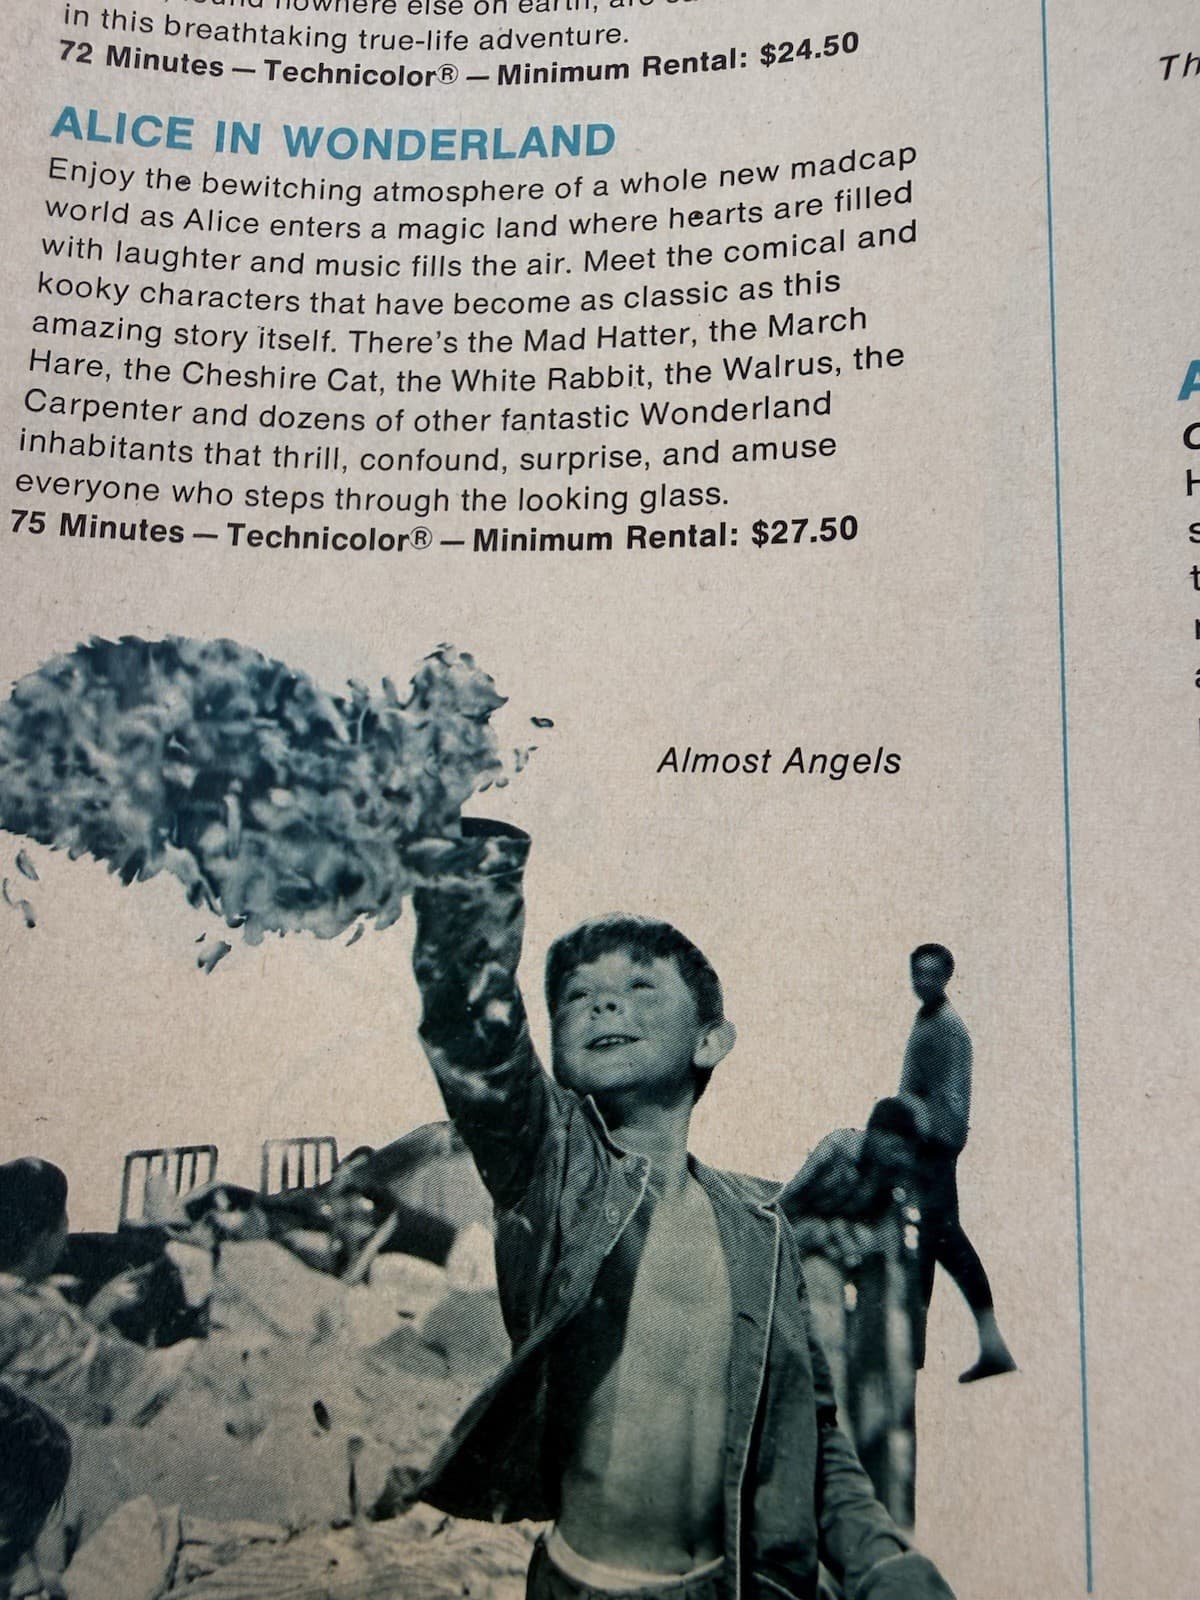 nowhere else on earth,
in this breathtaking true-life adventure.
72 Minutes — Technicolor® — Minimum Rental: $24.50
ALICE IN WONDERLAND
Enjoy the bewitching atmosphere of a whole new madcap
world as Alice enters a magic land where hearts are filled
with laughter and music fills the air. Meet the comical and
kooky characters that have become as classic as this
amazing story itself. There's the Mad Hatter, the March
Hare, the Cheshire Cat, the White Rabbit, the Walrus, the
Carpenter and dozens of other fantastic Wonderland
inhabitants that thrill, confound, surprise, and amuse
everyone who steps through the looking glass.
75 Minutes — Technicolor® — Minimum Rental: $27.50
Almost Angels